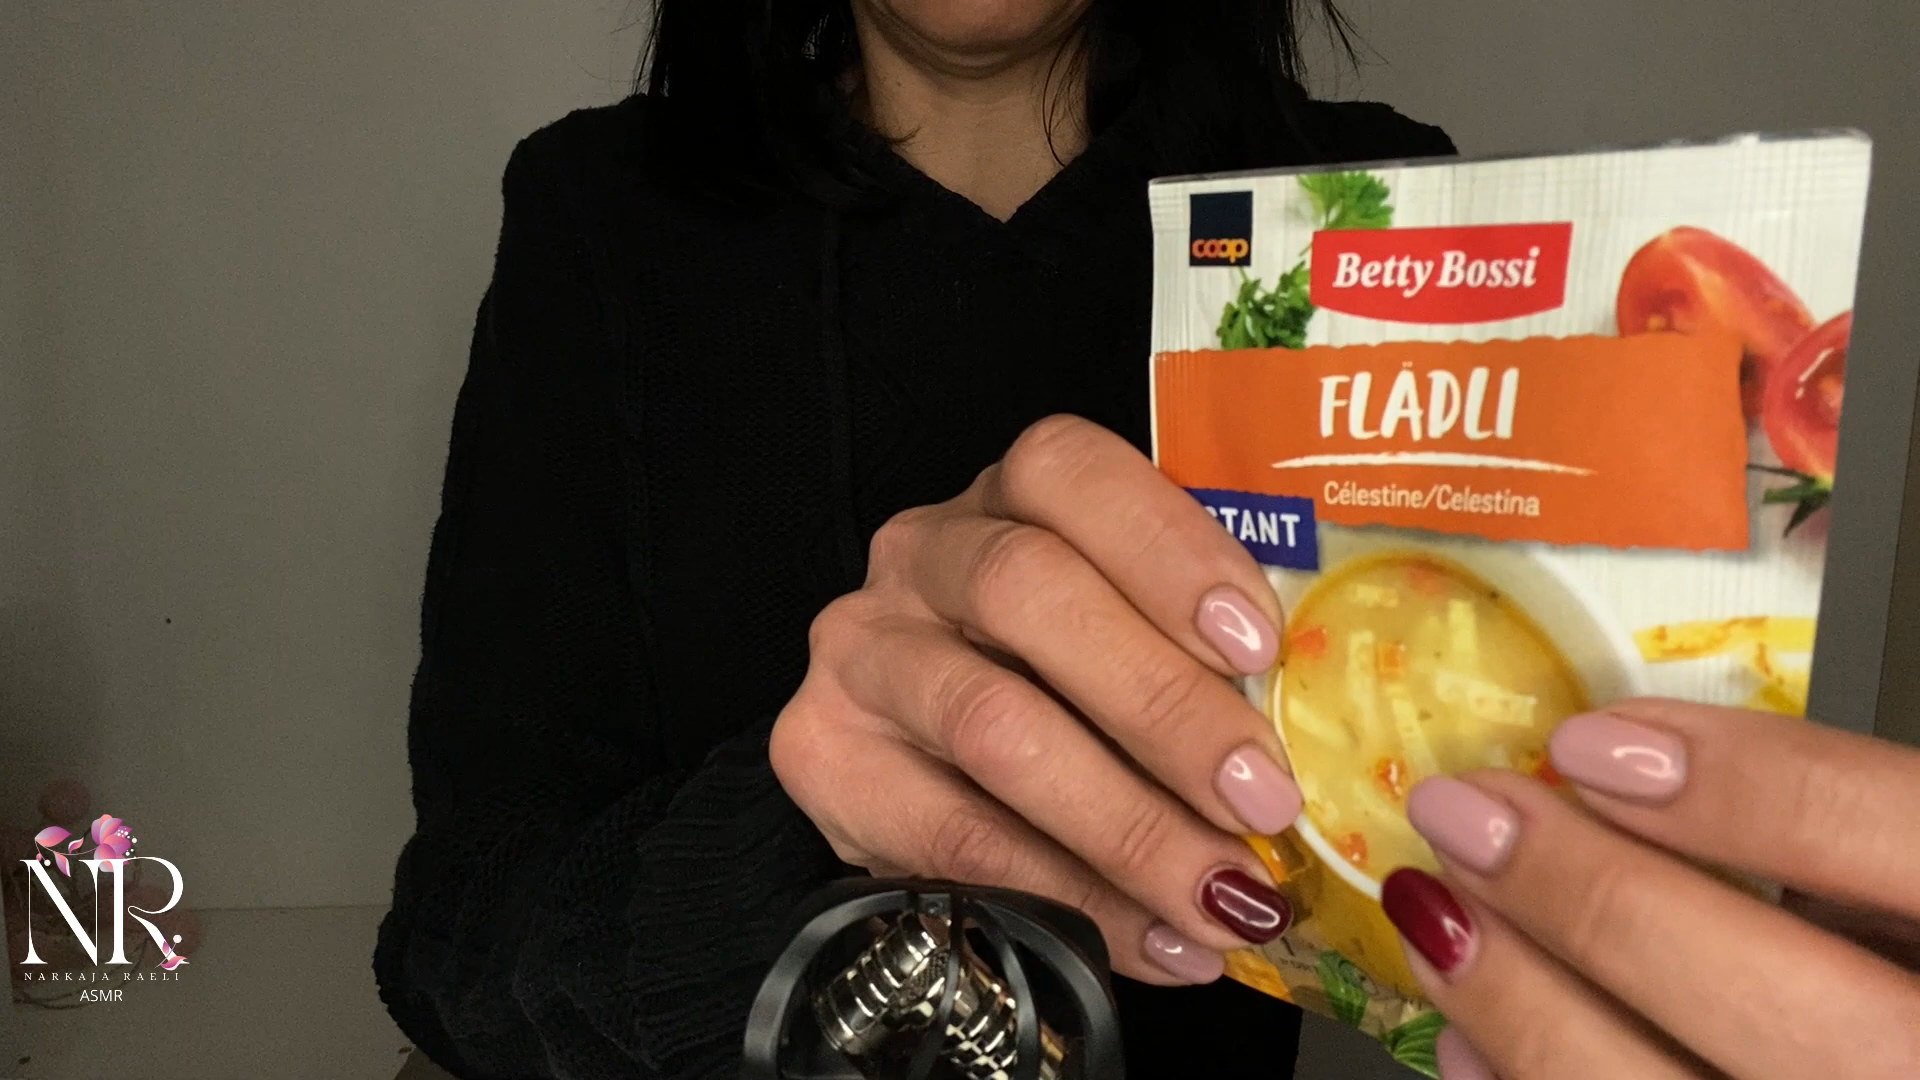 coop
Betty Bossi
FLÄDLI
Célestine/Celestina
STANT
NR
NARKAJA RAELI
ASMR